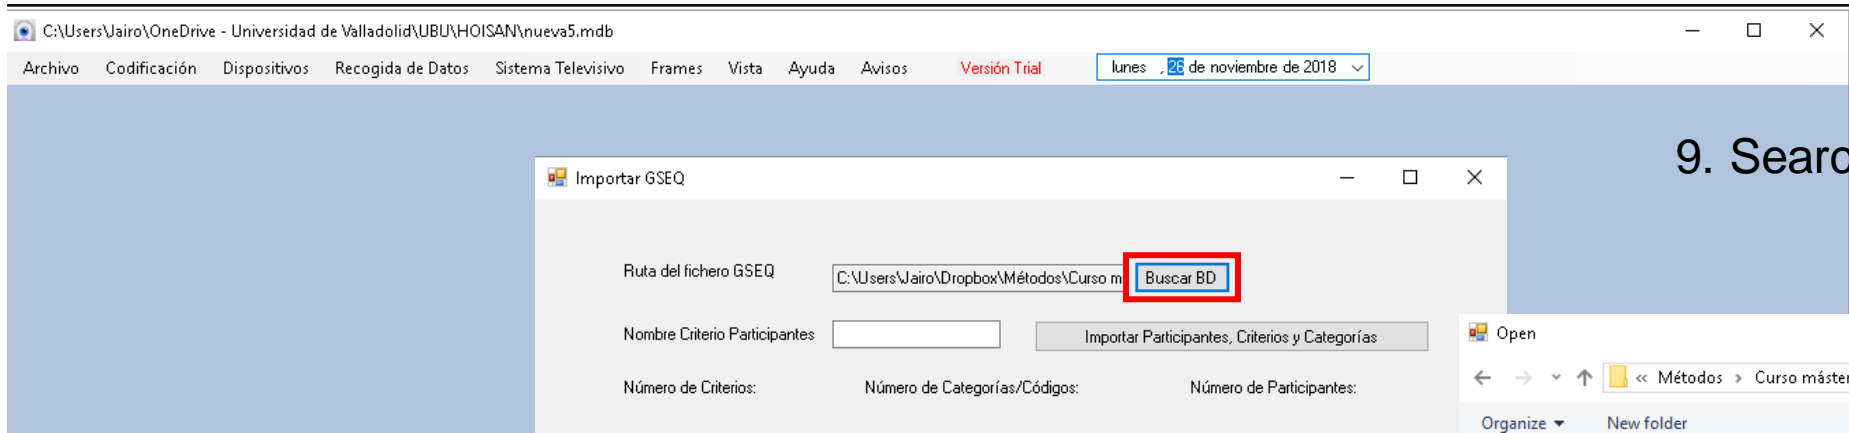 C:\Users\Jairo\OneDrive - Universidad de Valladolid\UBU\HOISAN\nueva5.mdb
Archivo Codificación Dispositivos Recogida de Datos Sistema Televisivo Frames Vista Ayuda Avisos Versión Trial lunes , 26 de noviembre de 2018
9. Searc
Importar GSEQ
Ruta del fichero GSEQ C:\Users\Jairo\Dropbox\Métodos\Curso m Buscar BD
Nombre Criterio Participantes Importar Participantes, Criterios y Categorías
Open
Número de Criterios: Número de Categorías/Códigos: Número de Participantes:
« Métodos > Curso máster
Organize New folder